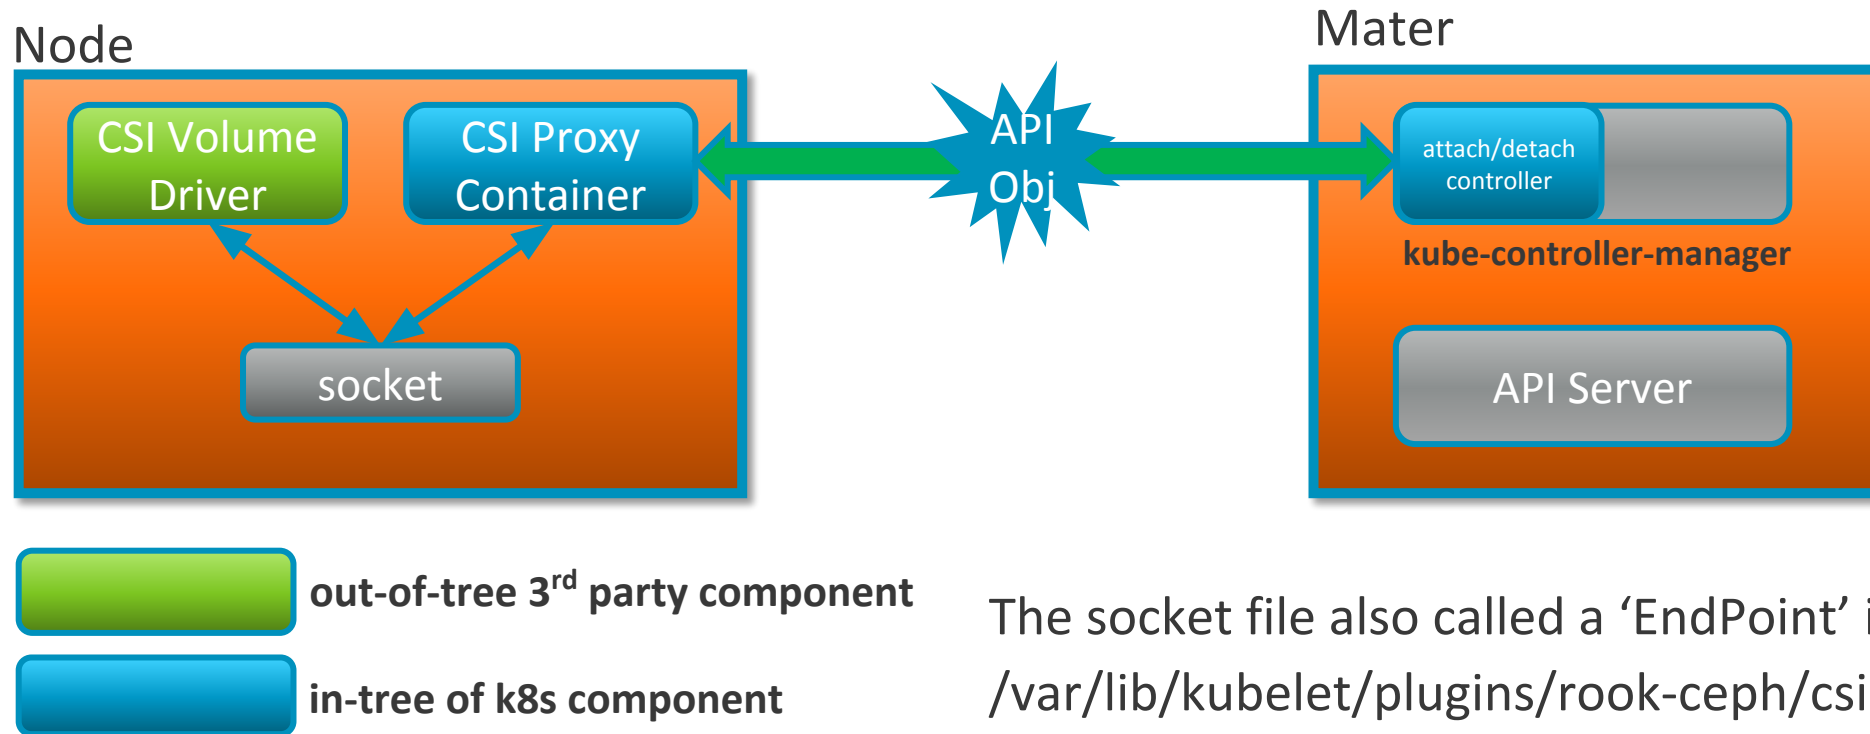 Node
Mater
CSI Volume
Driver
CSI Proxy
Container
API
Obj
attach/detach
controller
kube-controller-manager
socket
API Server
out-of-tree 3rd party component
in-tree of k8s component
The socket file also called a ‘EndPoint’
/var/lib/kubelet/plugins/rook-ceph/csi